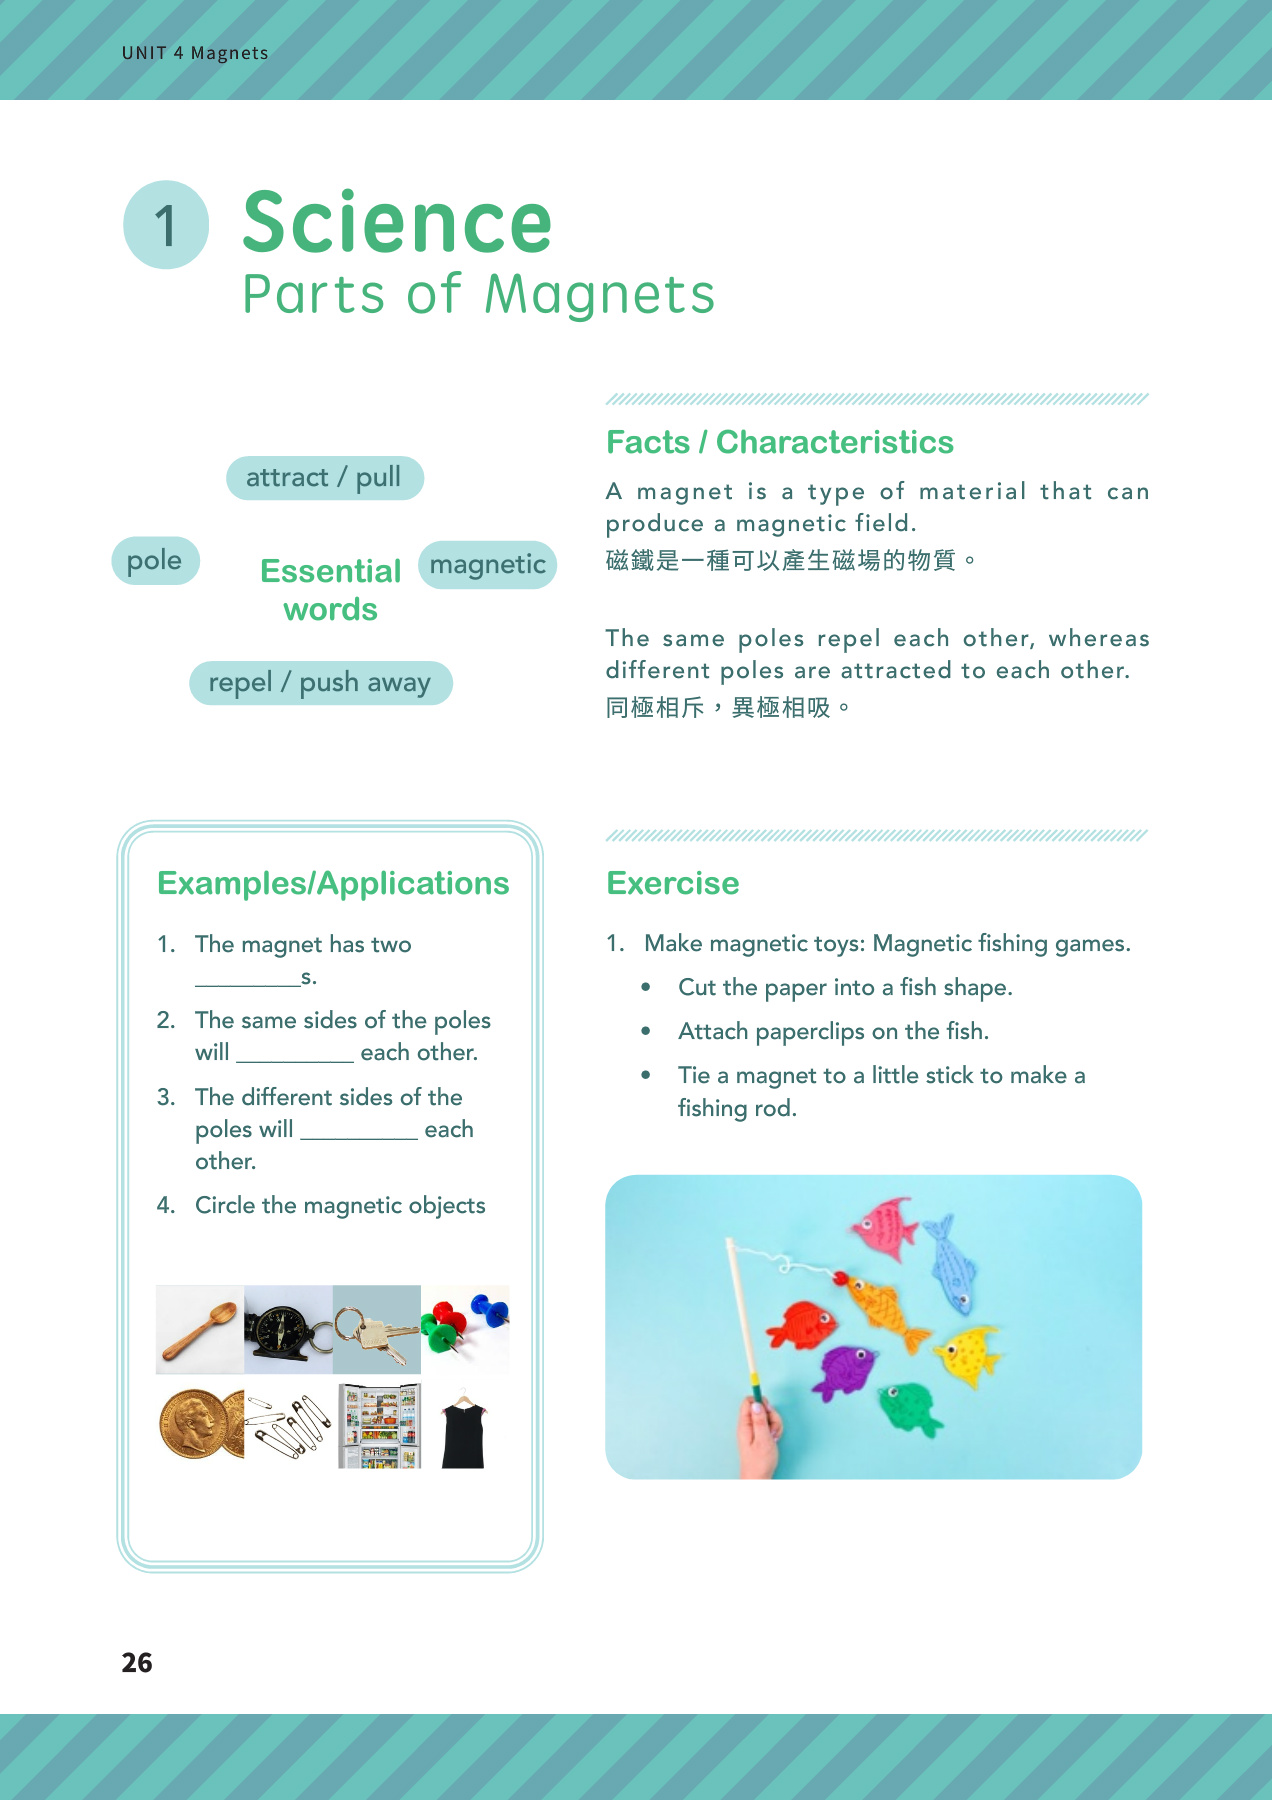 UNIT 4 Magnets
1
Science
Parts of Magnets
attract / pull
pole
magnetic
Essential
words
repel / push away
Facts / Characteristics
A magnet is a type of material that can
produce a magnetic field.
磁鐵是一種可以產生磁場的物質。
The same poles repel each other, whereas
different poles are attracted to each other.
同極相斥，異極相吸。
Examples/Applications
1. The magnet has two
_________s.
2. The same sides of the poles
will __________ each other.
3. The different sides of the
poles will __________ each
other.
4. Circle the magnetic objects
Exercise
1. Make magnetic toys: Magnetic fishing games.
• Cut the paper into a fish shape.
• Attach paperclips on the fish.
• Tie a magnet to a little stick to make a
fishing rod.
26